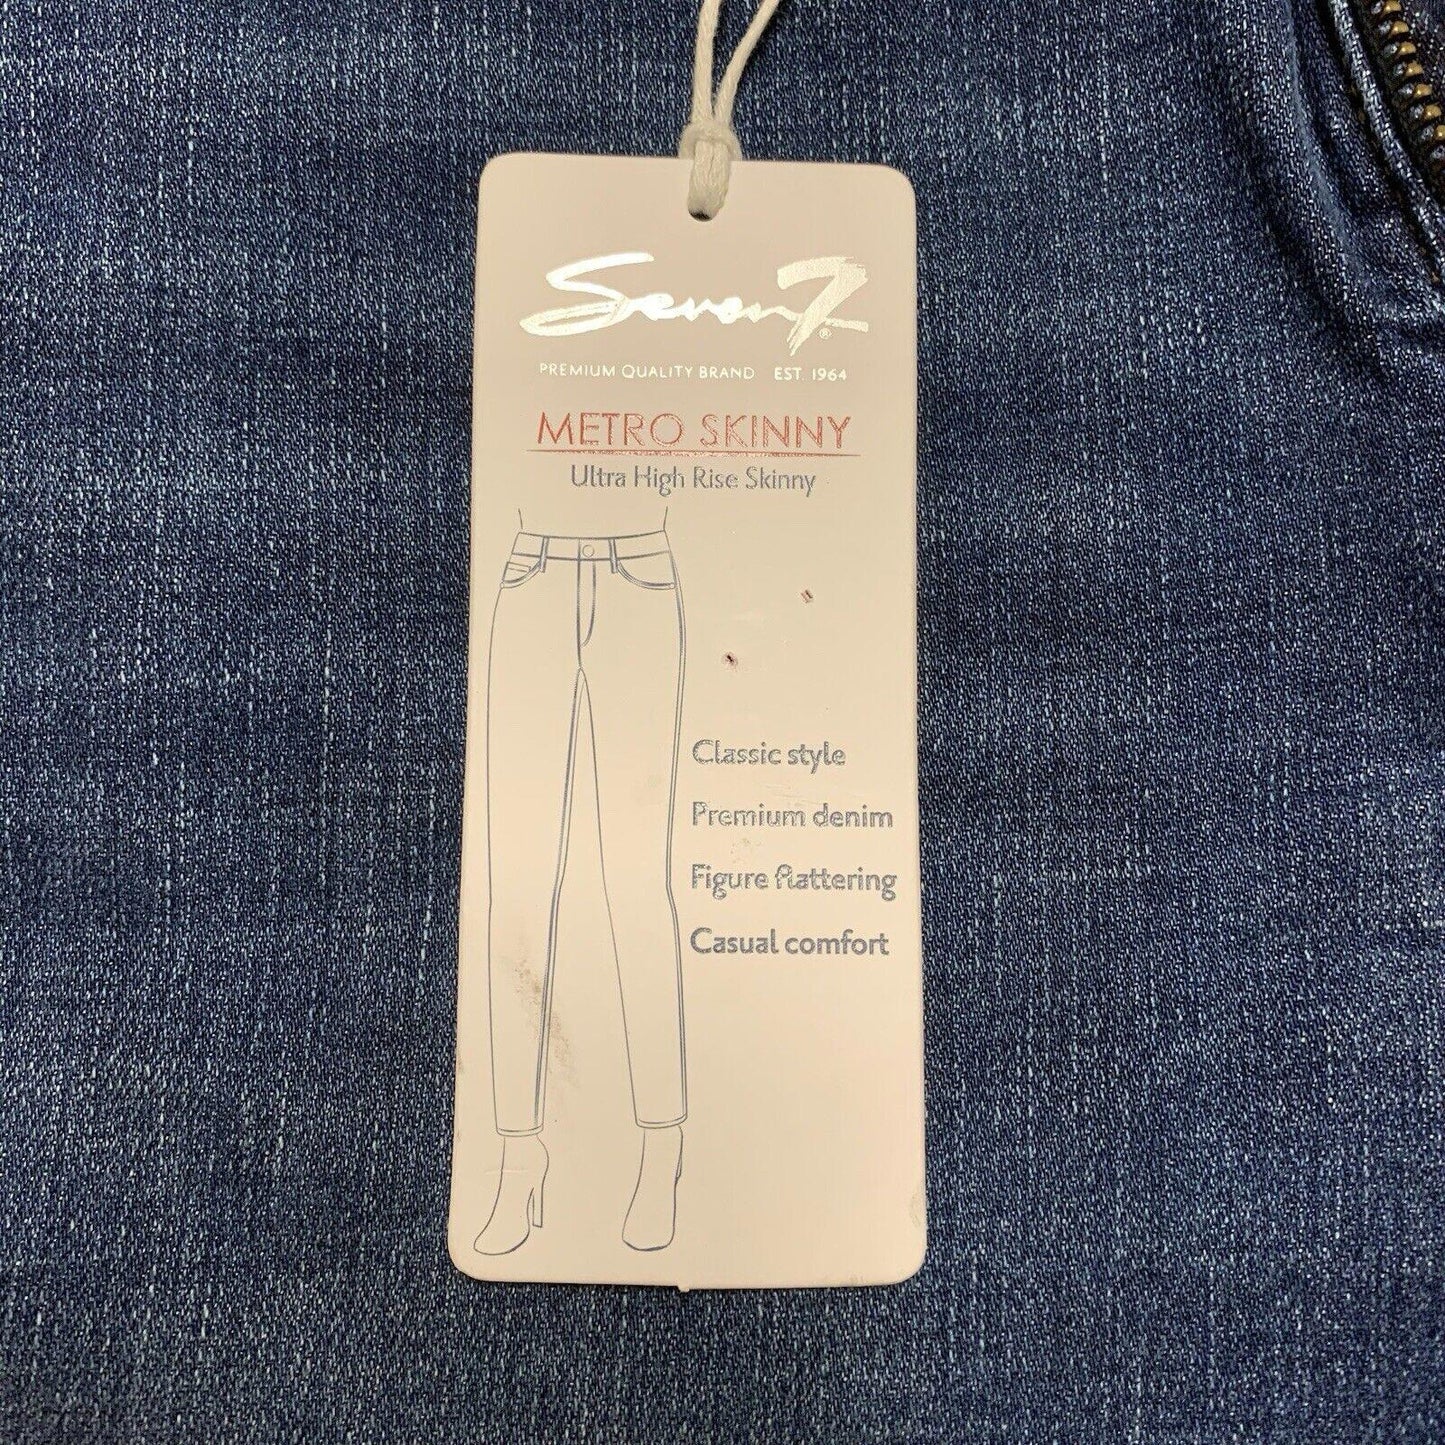 Seven7®
PREMIUM QUALITY BRAND EST. 1964
METRO SKINNY
Ultra High Rise Skinny
Classic style
Premium denim
Figure flattering
Casual comfort